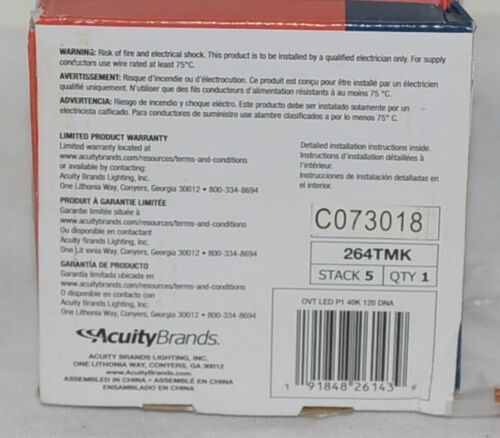 WARNING: Risk of fire and electrical shock. This product is to be installed by a qualified electrician only. For supply
conductors use wire rated at least 75°C.
AVERTISSEMENT: Risque d'incendie ou d'électrocution. Ce produit est conçu pour être installé par un électricien
qualifié uniquement. N'utiliser que des fils conducteurs d'alimentation résistants à au moins 75 °C.
ADVERTENCIA: Riesgo de incendio y choque eléctro. Este producto debe ser instalado solamente por un
electricista calficado. Para conductores de suministro use alambre clasificados a por lo menos 75° C.
LIMITED PRODUCT WARRANTY
Limited warranty located at
www.acuitybrands.com/resources/terms-and-conditions
or available by contacting:
Acuity Brands Lighting, Inc.
One Lithonia Way, Conyers, Georgia 30012 • 800-334-8694
PRODUIT À GARANTIE LIMITÉE
Garantie limitée située à
www.acuitybrands.com/resources/terms-and-conditions
Ou disponible en contactant
Acuity Brands Lighting, Inc.
One Lithonia Way, Conyers, Georgia 30012 • 800-334-8694
GARANTÍA DE PRODUCTO
Garantía limitada ubicada en
www.acuitybrands.com/resources/terms-and-conditions
o disponible en contacto con
Acuity Brands Lighting, Inc.
One Lithonia Way, Conyers, Georgia 30012 • 800-334-8694
AcuityBrands.
ACUITY BRANDS LIGHTING, INC.
ONE LITHONIA WAY, CONYERS, GA 30012
www.AcuityBrands.com
ASSEMBLED IN CHINA • ASSEMBLÉ EN CHINE
ENSAMBLADO EN CHINA
Detailed installation instructions inside.
Instructions d'installation détaillées à
l'intérieur.
Instrucciones de instalación detalladas en
el interior.
C073018
264TMK
STACK 5 QTY 1
OVT LED P1 40K 120 DNA
1 91848 26143 9